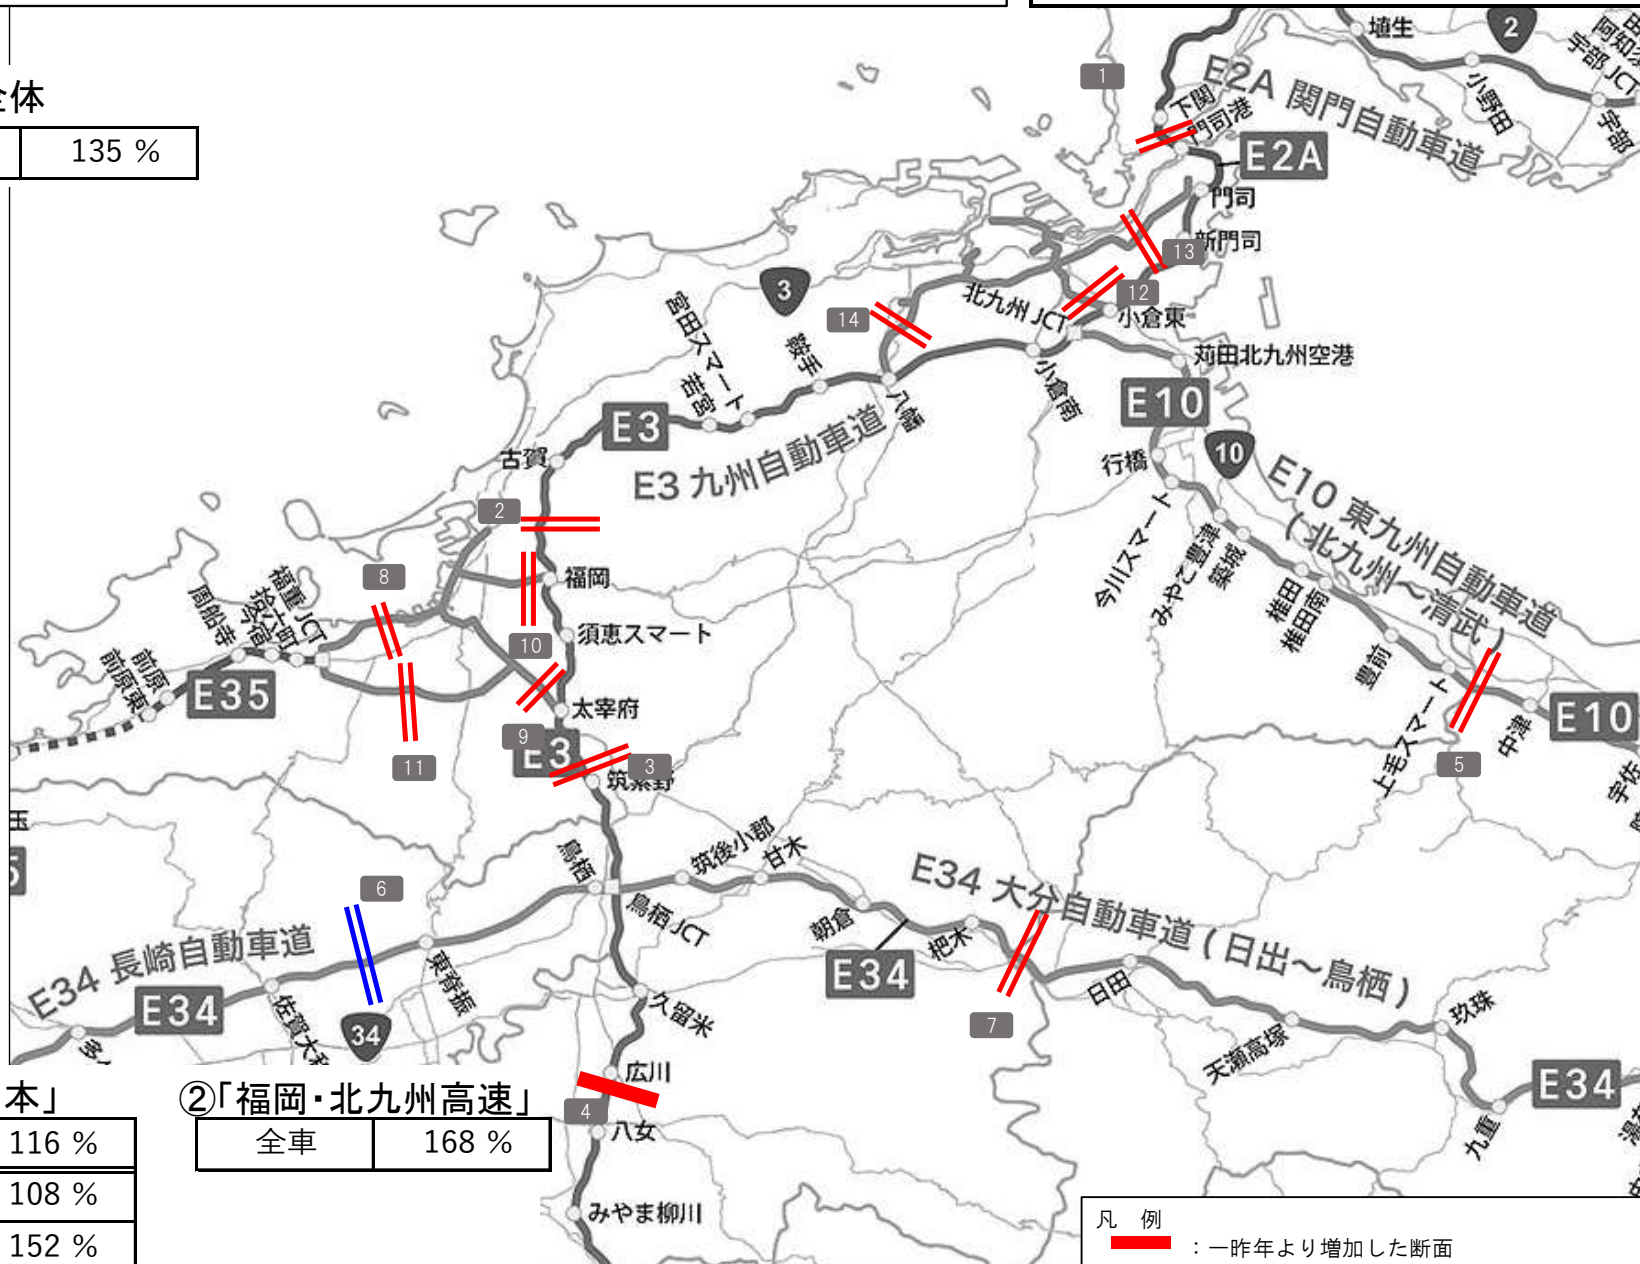 全体
135 %
1
埴生
2
宇部 JCT
小野田
宇部
E2A 関門自動車道
下関
門司港
E2A
門司
新門司
13
12
3
北九州 JCT
小倉東
14
宮田スマート
鞍手
若宮
八幡
小倉南
苅田北九州空港
E10
E3
古賀
E3 九州自動車道
行橋
10
E10 東九州自動車道
( 北九州～清武 )
今川スマート
みやこ豊津
築城
椎田
椎田南
豊前
上毛スマート
中津
E10
宇佐
5
2
福岡
8
10
須恵スマート
福重 JCT
拾六町
今宿
周船寺
前原
前原東
E35
太宰府
9
E3
3
筑紫野
11
玉
6
鳥栖
筑後小郡
甘木
鳥栖 JCT
朝倉
杷木
E34
E34 大分自動車道 ( 日出～鳥栖 )
7
日田
天瀬高塚
玖珠
九重
E34
E34 長崎自動車道
E34
東脊振
佐賀大和
34
久留米
広川
4
八女
みやま柳川
本」
116 %
108 %
152 %
②「福岡・北九州高速」
全車 168 %
凡 例
：一昨年より増加した断面